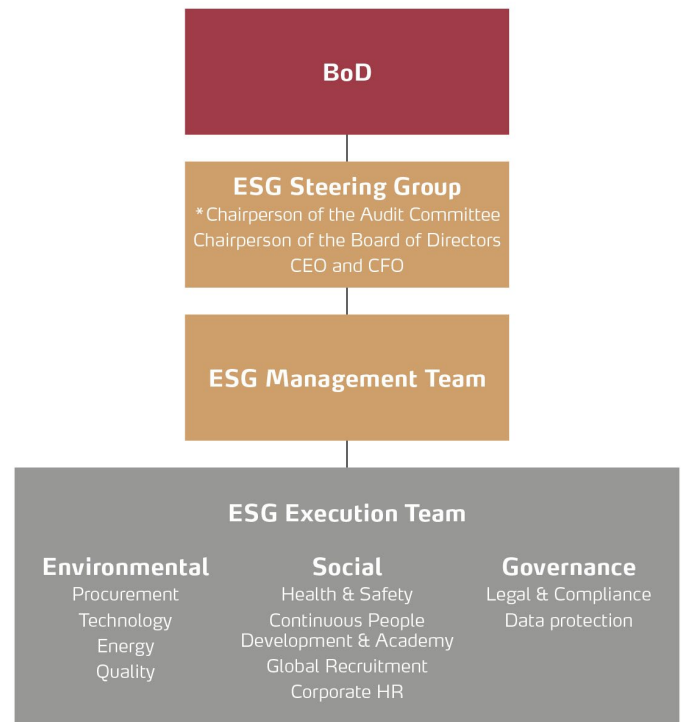 BoD
ESG Steering Group
*Chairperson of the Audit Committee
Chairperson of the Board of Directors
CEO and CFO
ESG Management Team
ESG Execution Team
Environmental
Procurement
Technology
Energy
Quality
Social
Health & Safety
Continuous People
Development & Academy
Global Recruitment
Corporate HR
Governance
Legal & Compliance
Data protection